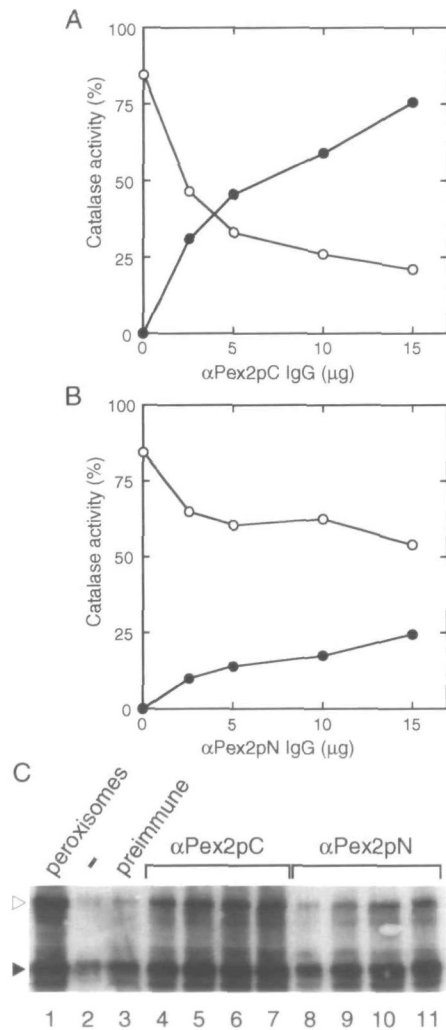 A
100
75
50
25
0
Catalase activity (%)
0 5 10 15
αPex2pC IgG (µg)
B
100
75
50
25
0
Catalase activity (%)
0 5 10 15
αPex2pN IgG (µg)
C
peroxisomes
-
preimmune
αPex2pC
αPex2pN
1 2 3 4 5 6 7 8 9 10 11